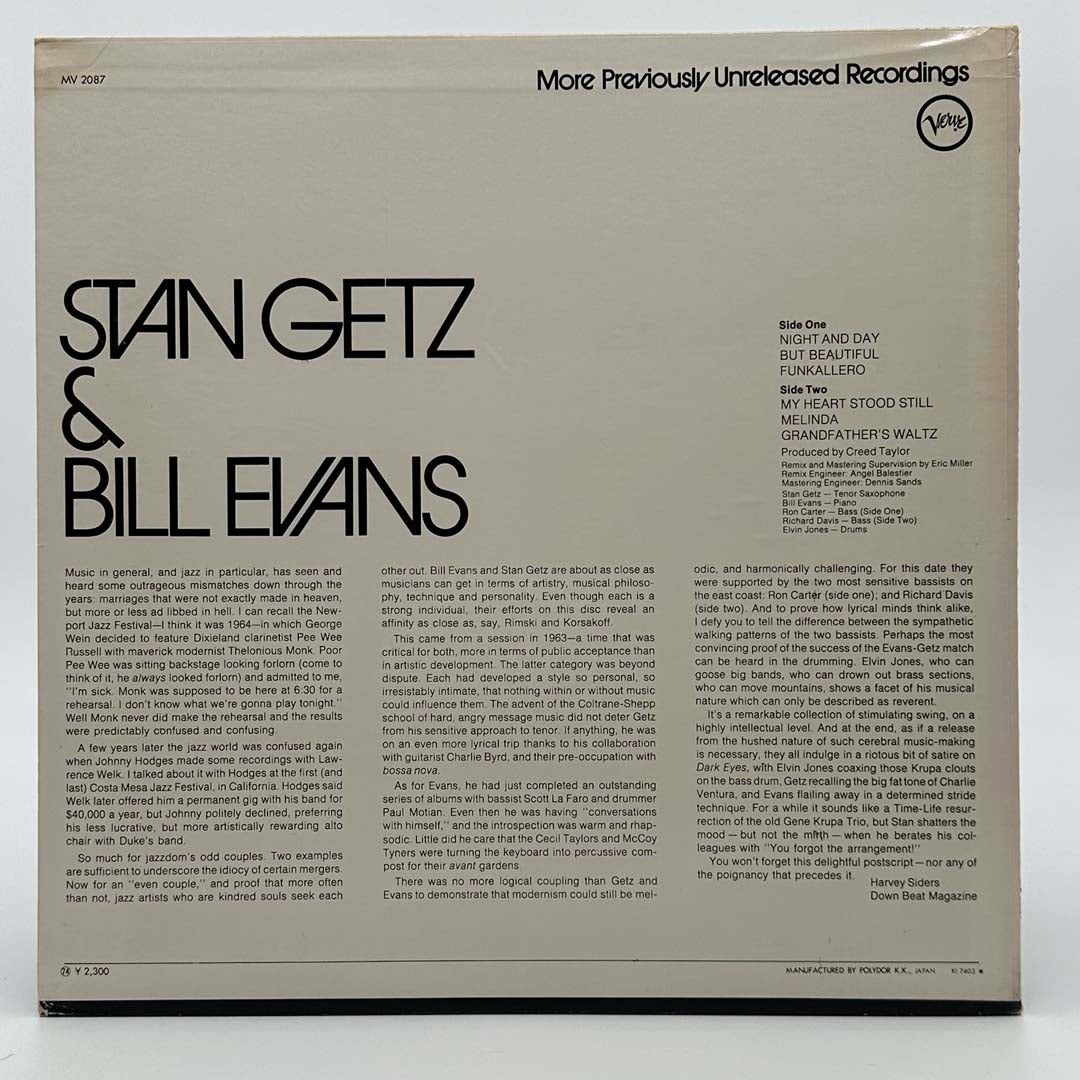 MV 2087
More Previously Unreleased Recordings
Verve
STAN GETZ
&
BILL EVANS
Side One
NIGHT AND DAY
BUT BEAUTIFUL
FUNKALLERO
Side Two
MY HEART STOOD STILL
MELINDA
GRANDFATHER'S WALTZ
Produced by Creed Taylor
Remix and Mastering Supervision by Eric Miller
Remix Engineer: Angel Balestier
Mastering Engineer: Dennis Sands
Stan Getz — Tenor Saxophone
Bill Evans — Piano
Ron Carter — Bass (Side One)
Richard Davis — Bass (Side Two)
Elvin Jones — Drums
Music in general, and jazz in particular, has seen and
heard some outrageous mismatches down through the
years: marriages that were not exactly made in heaven,
but more or less ad libbed in hell. I can recall the New-
port Jazz Festival—I think it was 1964—in which George
Wein decided to feature Dixieland clarinetist Pee Wee
Russell with maverick modernist Thelonious Monk. Poor
Pee Wee was sitting backstage looking forlorn (come to
think of it, he always looked forlorn) and admitted to me,
"I'm sick. Monk was supposed to be here at 6:30 for a
rehearsal. I don't know what we're gonna play tonight."
Well Monk never did make the rehearsal and the results
were predictably confused and confusing.
A few years later the jazz world was confused again
when Johnny Hodges made some recordings with Law-
rence Welk. I talked about it with Hodges at the first (and
last) Costa Mesa Jazz Festival, in California. Hodges said
Welk later offered him a permanent gig with his band for
$40,000 a year, but Johnny politely declined, preferring
his less lucrative, but more artistically rewarding alto
chair with Duke's band.
So much for jazzdom's odd couples. Two examples
are sufficient to underscore the idiocy of certain mergers.
Now for an "even couple," and proof that more often
than not, jazz artists who are kindred souls seek each
other out. Bill Evans and Stan Getz are about as close as
musicians can get in terms of artistry, musical philoso-
phy, technique and personality. Even though each is a
strong individual, their efforts on this disc reveal an
affinity as close as, say, Rimski and Korsakoff.
This came from a session in 1963—a time that was
critical for both, more in terms of public acceptance than
in artistic development. The latter category was beyond
dispute. Each had developed a style so personal, so
irresistably intimate, that nothing within or without music
could influence them. The advent of the Coltrane-Shepp
school of hard, angry message music did not deter Getz
from his sensitive approach to tenor. If anything, he was
on an even more lyrical trip thanks to his collaboration
with guitarist Charlie Byrd, and their pre-occupation with
bossa nova.
As for Evans, he had just completed an outstanding
series of albums with bassist Scott La Faro and drummer
Paul Motian. Even then he was having "conversations
with himself," and the introspection was warm and rhap-
sodic. Little did he care that the Cecil Taylors and McCoy
Tyners were turning the keyboard into percussive com-
post for their avant gardens.
There was no more logical coupling than Getz and
Evans to demonstrate that modernism could still be mel-
odic, and harmonically challenging. For this date they
were supported by the two most sensitive bassists on
the east coast: Ron Carter (side one); and Richard Davis
(side two). And to prove how lyrical minds think alike,
I defy you to tell the difference between the sympathetic
walking patterns of the two bassists. Perhaps the most
convincing proof of the success of the Evans-Getz match
can be heard in the drumming. Elvin Jones, who can
goose big bands, who can drown out brass sections,
who can move mountains, shows a facet of his musical
nature which can only be described as reverent.
It's a remarkable collection of stimulating swing, on a
highly intellectual level. And at the end, as if a release
from the hushed nature of such cerebral music-making
is necessary, they all indulge in a riotous bit of satire on
Dark Eyes, with Elvin Jones coaxing those Krupa clouts
on the bass drum, Getz recalling the big fat tone of Charlie
Ventura, and Evans flailing away in a determined stride
technique. For a while it sounds like a Time-Life resur-
rection of the old Gene Krupa Trio, but Stan shatters the
mood — but not the mirth — when he berates his col-
leagues with "You forgot the arrangement!"
You won't forget this delightful postscript—nor any of
the poignancy that precedes it.
Harvey Siders
Down Beat Magazine
24 ¥ 2,300
MANUFACTURED BY POLYDOR K.K., JAPAN KI 7403 ✱